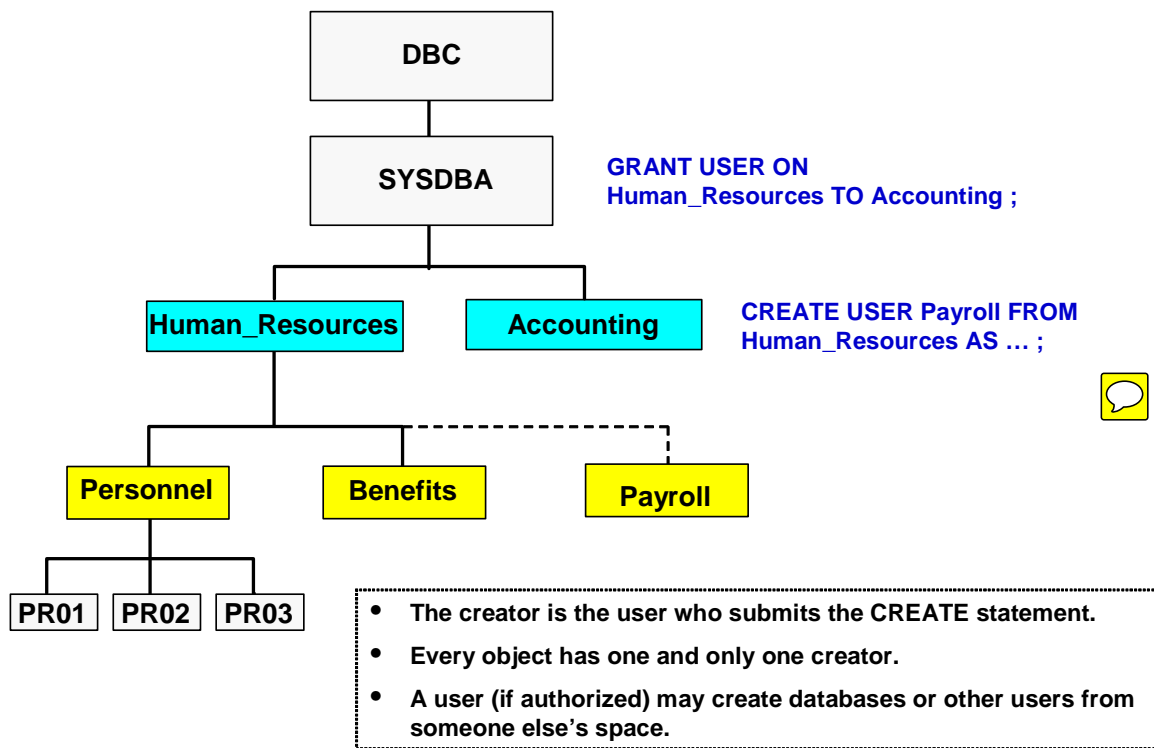 DBC
SYSDBA
GRANT USER ON
Human_Resources TO Accounting ;
Human_Resources
Accounting
CREATE USER Payroll FROM
Human_Resources AS … ;
Personnel
Benefits
Payroll
PR01
PR02
PR03
• The creator is the user who submits the CREATE statement.
• Every object has one and only one creator.
• A user (if authorized) may create databases or other users from
someone else’s space.